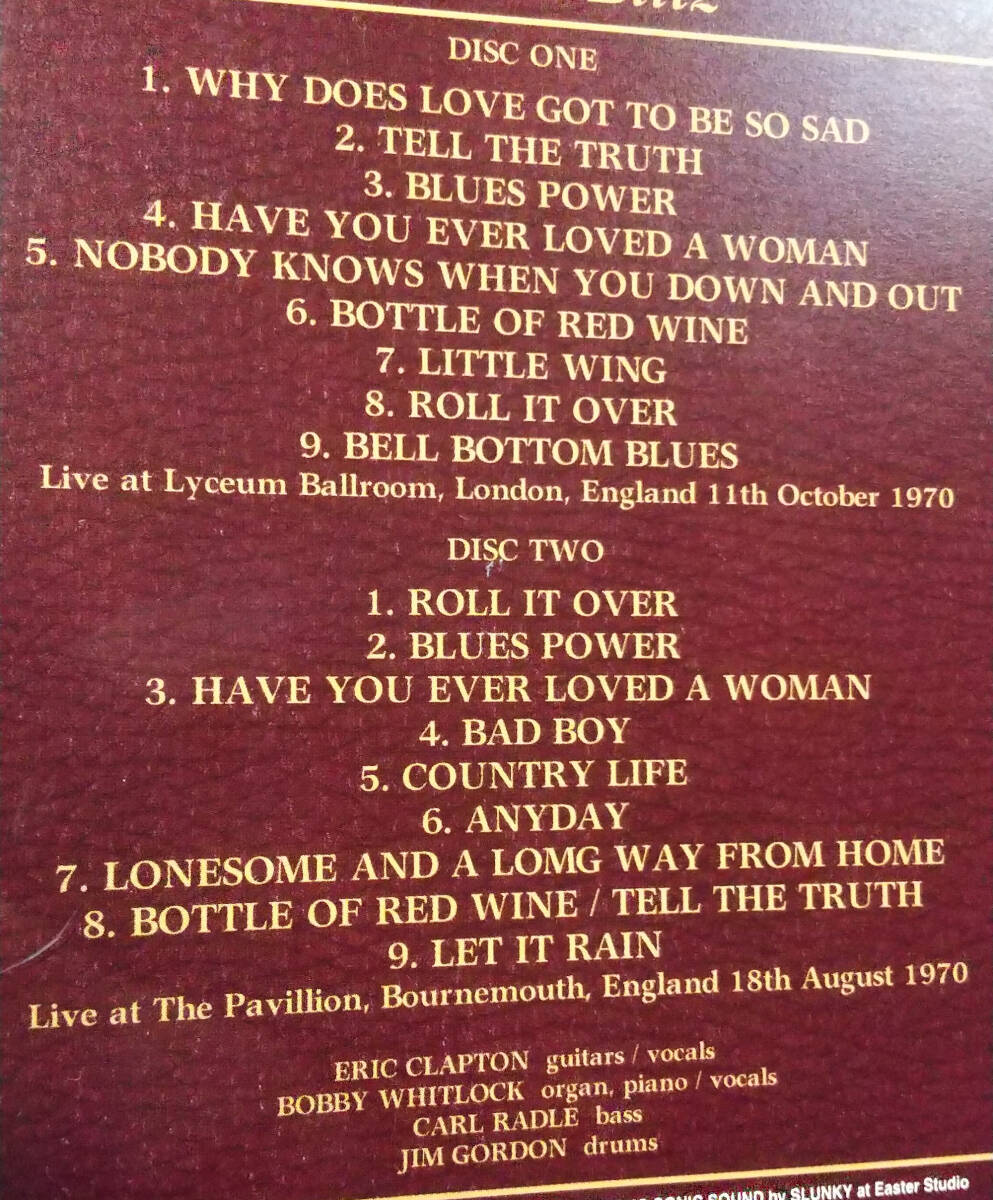 DISC ONE
1. WHY DOES LOVE GOT TO BE SO SAD
2. TELL THE TRUTH
3. BLUES POWER
4. HAVE YOU EVER LOVED A WOMAN
5. NOBODY KNOWS WHEN YOU DOWN AND OUT
6. BOTTLE OF RED WINE
7. LITTLE WING
8. ROLL IT OVER
9. BELL BOTTOM BLUES
Live at Lyceum Ballroom, London, England 11th October 1970
DISC TWO
1. ROLL IT OVER
2. BLUES POWER
3. HAVE YOU EVER LOVED A WOMAN
4. BAD BOY
5. COUNTRY LIFE
6. ANYDAY
7. LONESOME AND A LOMG WAY FROM HOME
8. BOTTLE OF RED WINE / TELL THE TRUTH
9. LET IT RAIN
Live at The Pavillion, Bournemouth, England 18th August 1970
ERIC CLAPTON guitars / vocals
BOBBY WHITLOCK organ, piano / vocals
CARL RADLE bass
JIM GORDON drums
SONIC SOUND by SLUNKY at Easter Studio